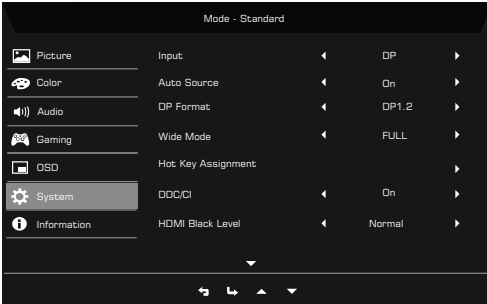 Mode - Standard
Picture
Input DP
Color
Auto Source On
Audio
DP Format DP1.2
Gaming
Wide Mode FULL
OSD
Hot Key Assignment
System
DDC/CI On
Information
HDMI Black Level Normal